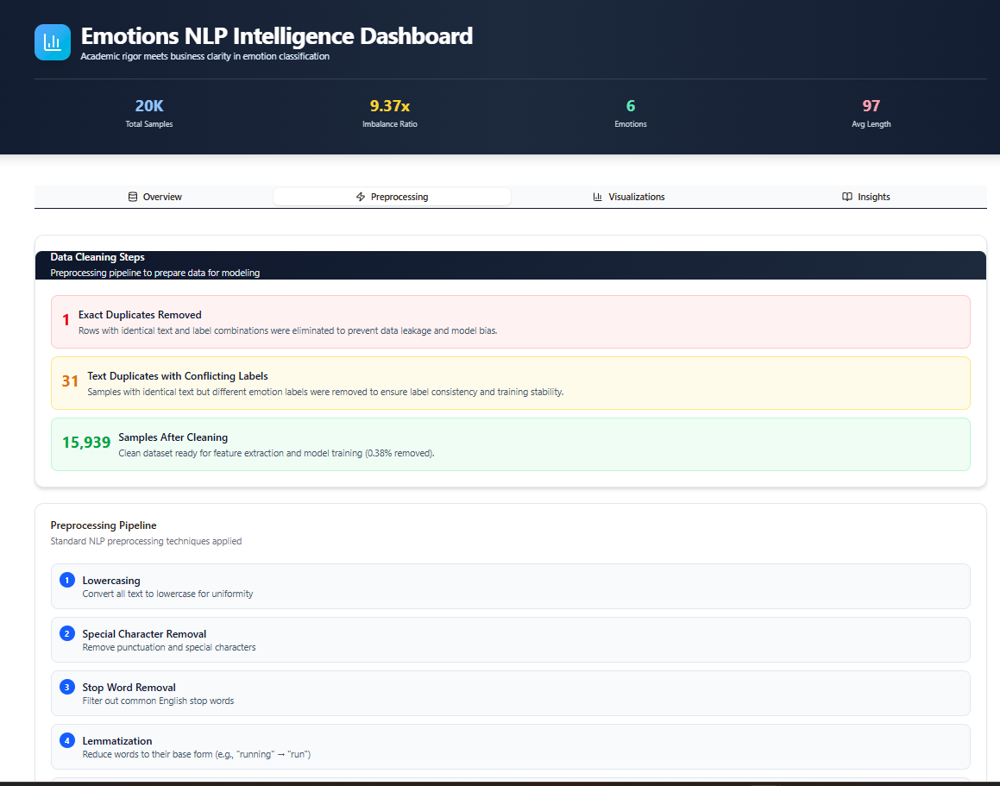 Emotions NLP Intelligence Dashboard
Academic rigor meets business clarity in emotion classification
20K
Total Samples
9.37x
Imbalance Ratio
6
Emotions
97
Avg Length
Overview
Preprocessing
Visualizations
Insights
Data Cleaning Steps
Preprocessing pipeline to prepare data for modeling
1
Exact Duplicates Removed
Rows with identical text and label combinations were eliminated to prevent data leakage and model bias.
31
Text Duplicates with Conflicting Labels
Samples with identical text but different emotion labels were removed to ensure label consistency and training stability.
15,939
Samples After Cleaning
Clean dataset ready for feature extraction and model training (0.38% removed).
Preprocessing Pipeline
Standard NLP preprocessing techniques applied
1
Lowercasing
Convert all text to lowercase for uniformity
2
Special Character Removal
Remove punctuation and special characters
3
Stop Word Removal
Filter out common English stop words
4
Lemmatization
Reduce words to their base form (e.g., "running" → "run")